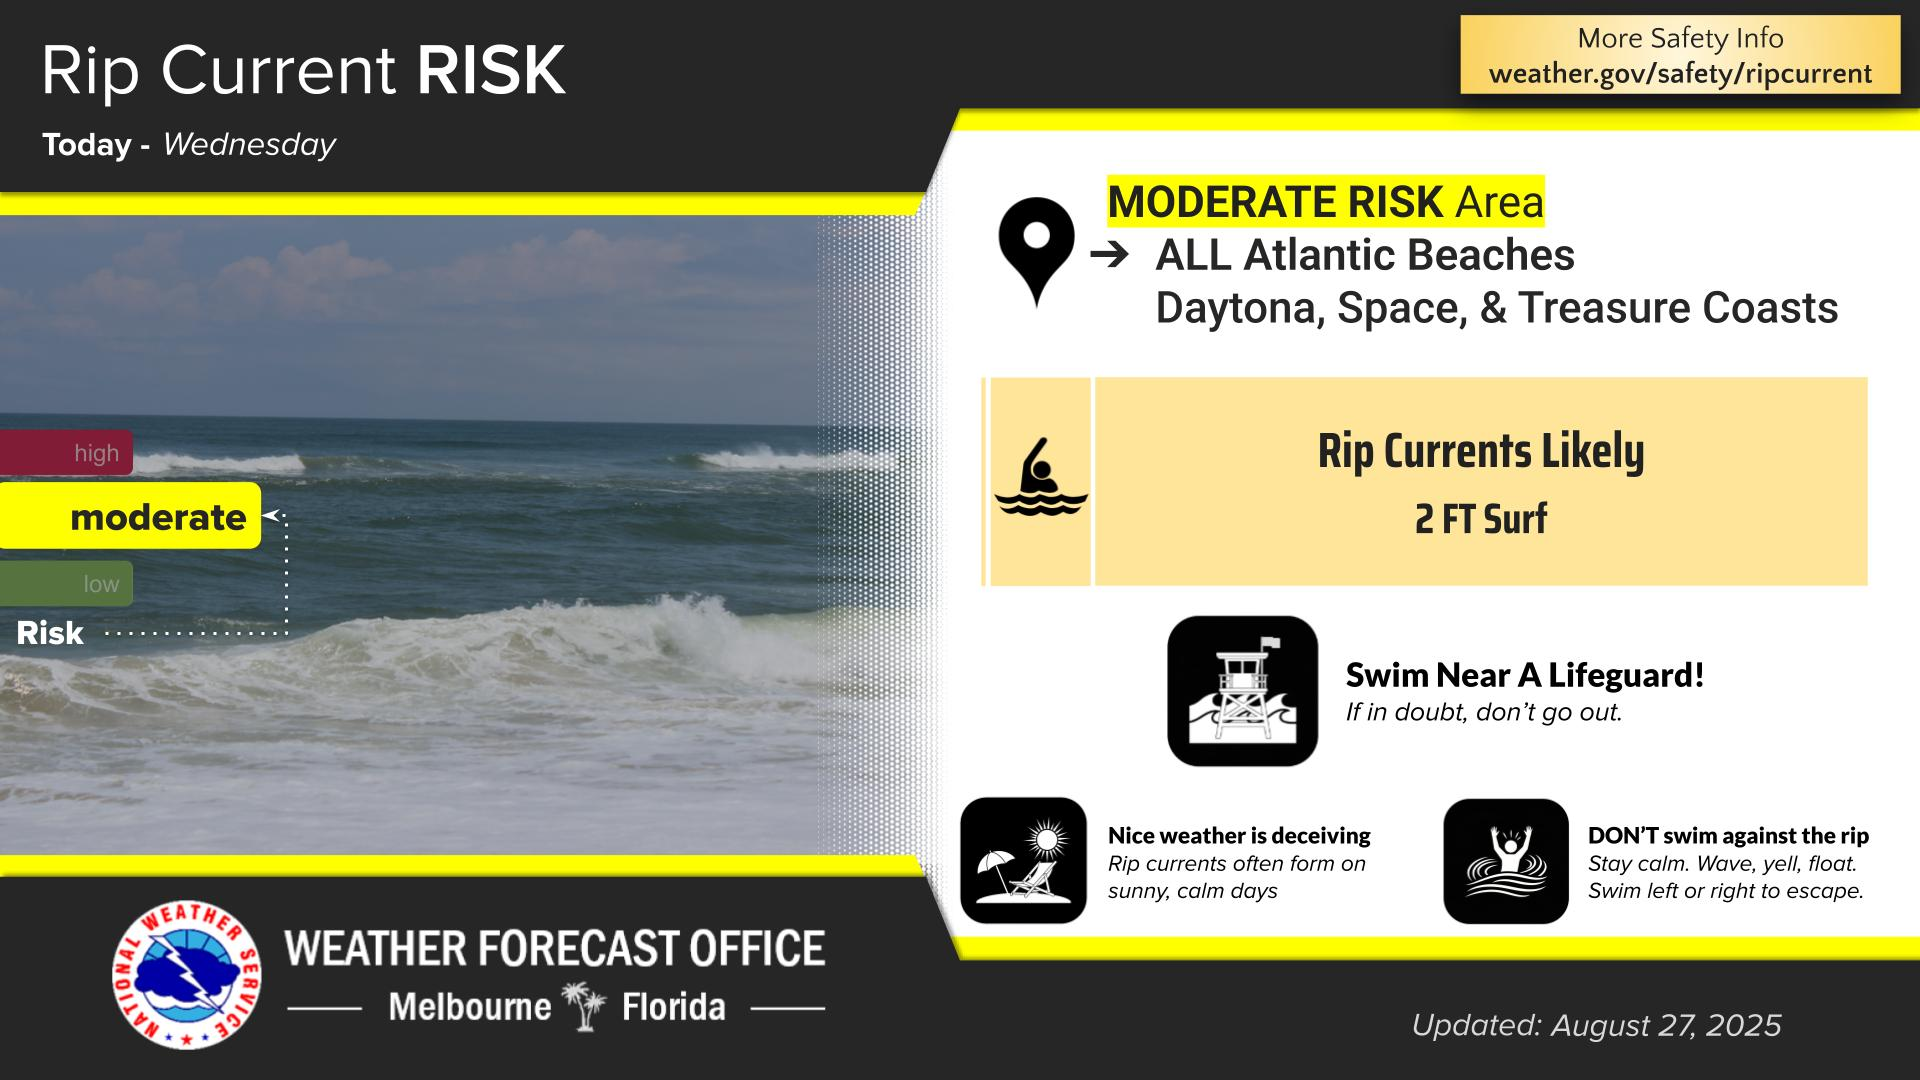 Rip Current RISK
Today - Wednesday
More Safety Info
weather.gov/safety/ripcurrent
MODERATE RISK Area
➔ ALL Atlantic Beaches
Daytona, Space, & Treasure Coasts
high
moderate
low
Risk
Rip Currents Likely
2 FT Surf
Swim Near A Lifeguard!
If in doubt, don't go out.
Nice weather is deceiving
Rip currents often form on
sunny, calm days
DON'T swim against the rip
Stay calm. Wave, yell, float.
Swim left or right to escape.
NATIONAL WEATHER SERVICE
WEATHER FORECAST OFFICE
Melbourne Florida
Updated: August 27, 2025